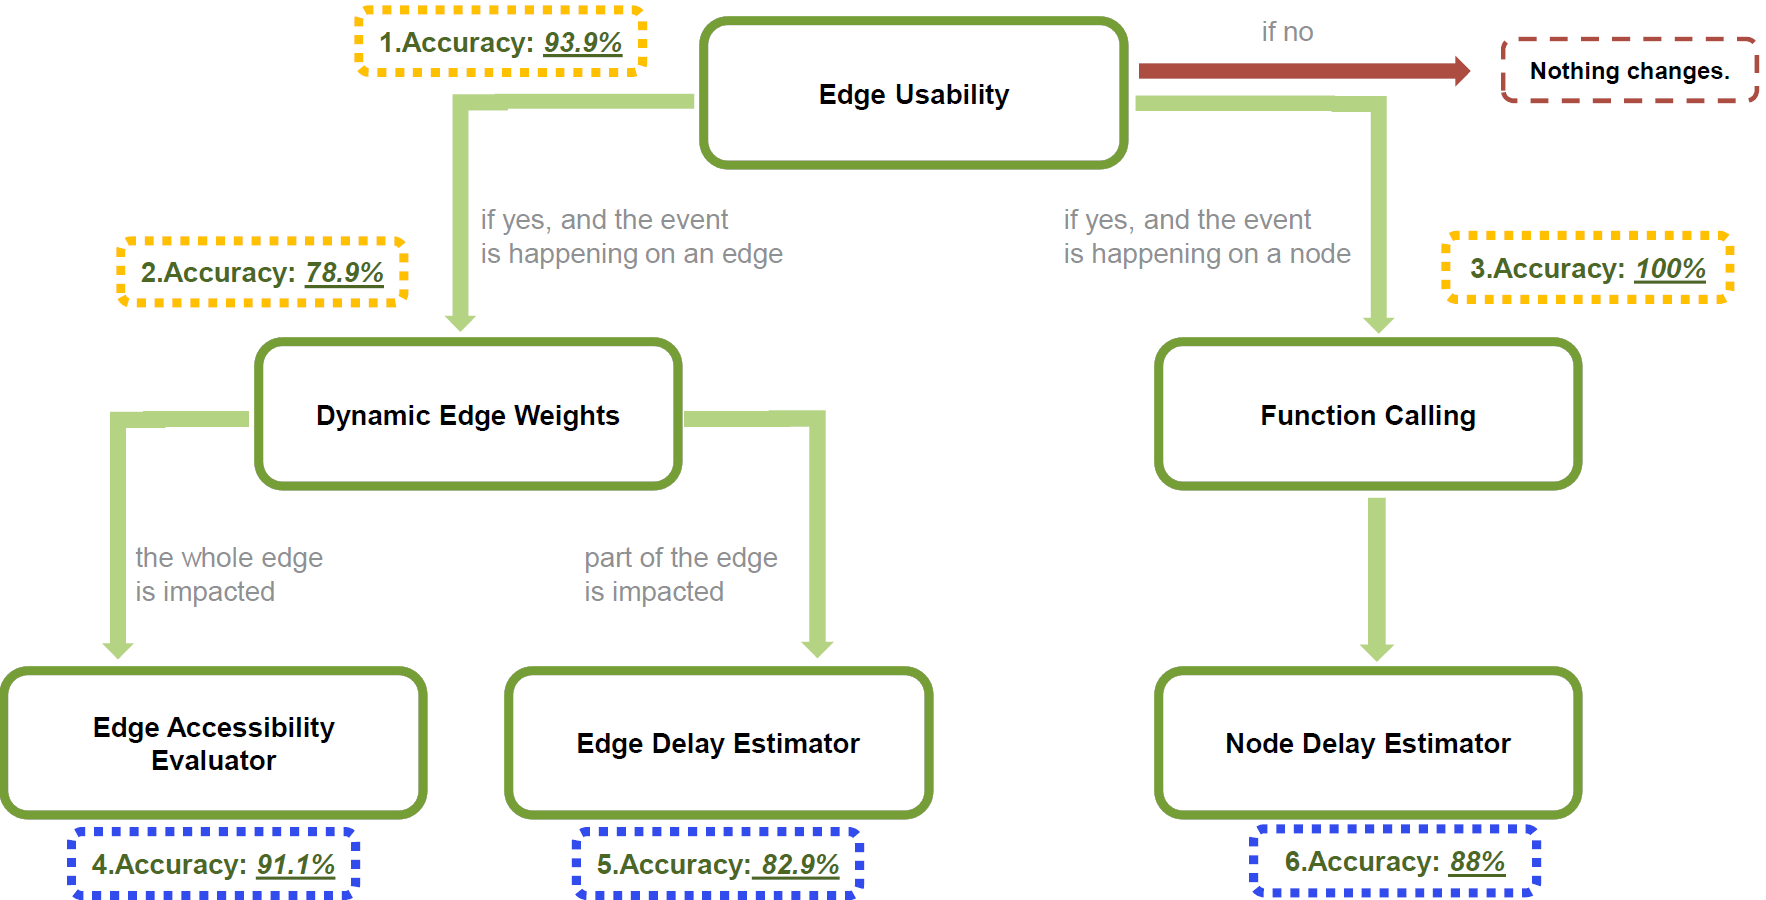 1.Accuracy: 93.9%
Edge Usability
if no
Nothing changes.
if yes, and the event
is happening on an edge
if yes, and the event
is happening on a node
2.Accuracy: 78.9%
3.Accuracy: 100%
Dynamic Edge Weights
Function Calling
the whole edge
is impacted
part of the edge
is impacted
Edge Accessibility
Evaluator
Edge Delay Estimator
Node Delay Estimator
4.Accuracy: 91.1%
5.Accuracy: 82.9%
6.Accuracy: 88%